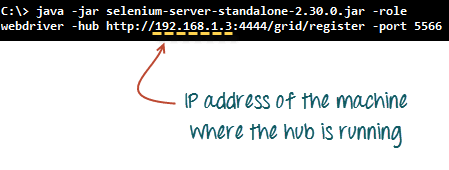 C:\> java -jar selenium-server-standalone-2.30.0.jar -role
webdriver -hub http://192.168.1.3:4444/grid/register -port 5566
IP address of the machine
where the hub is running